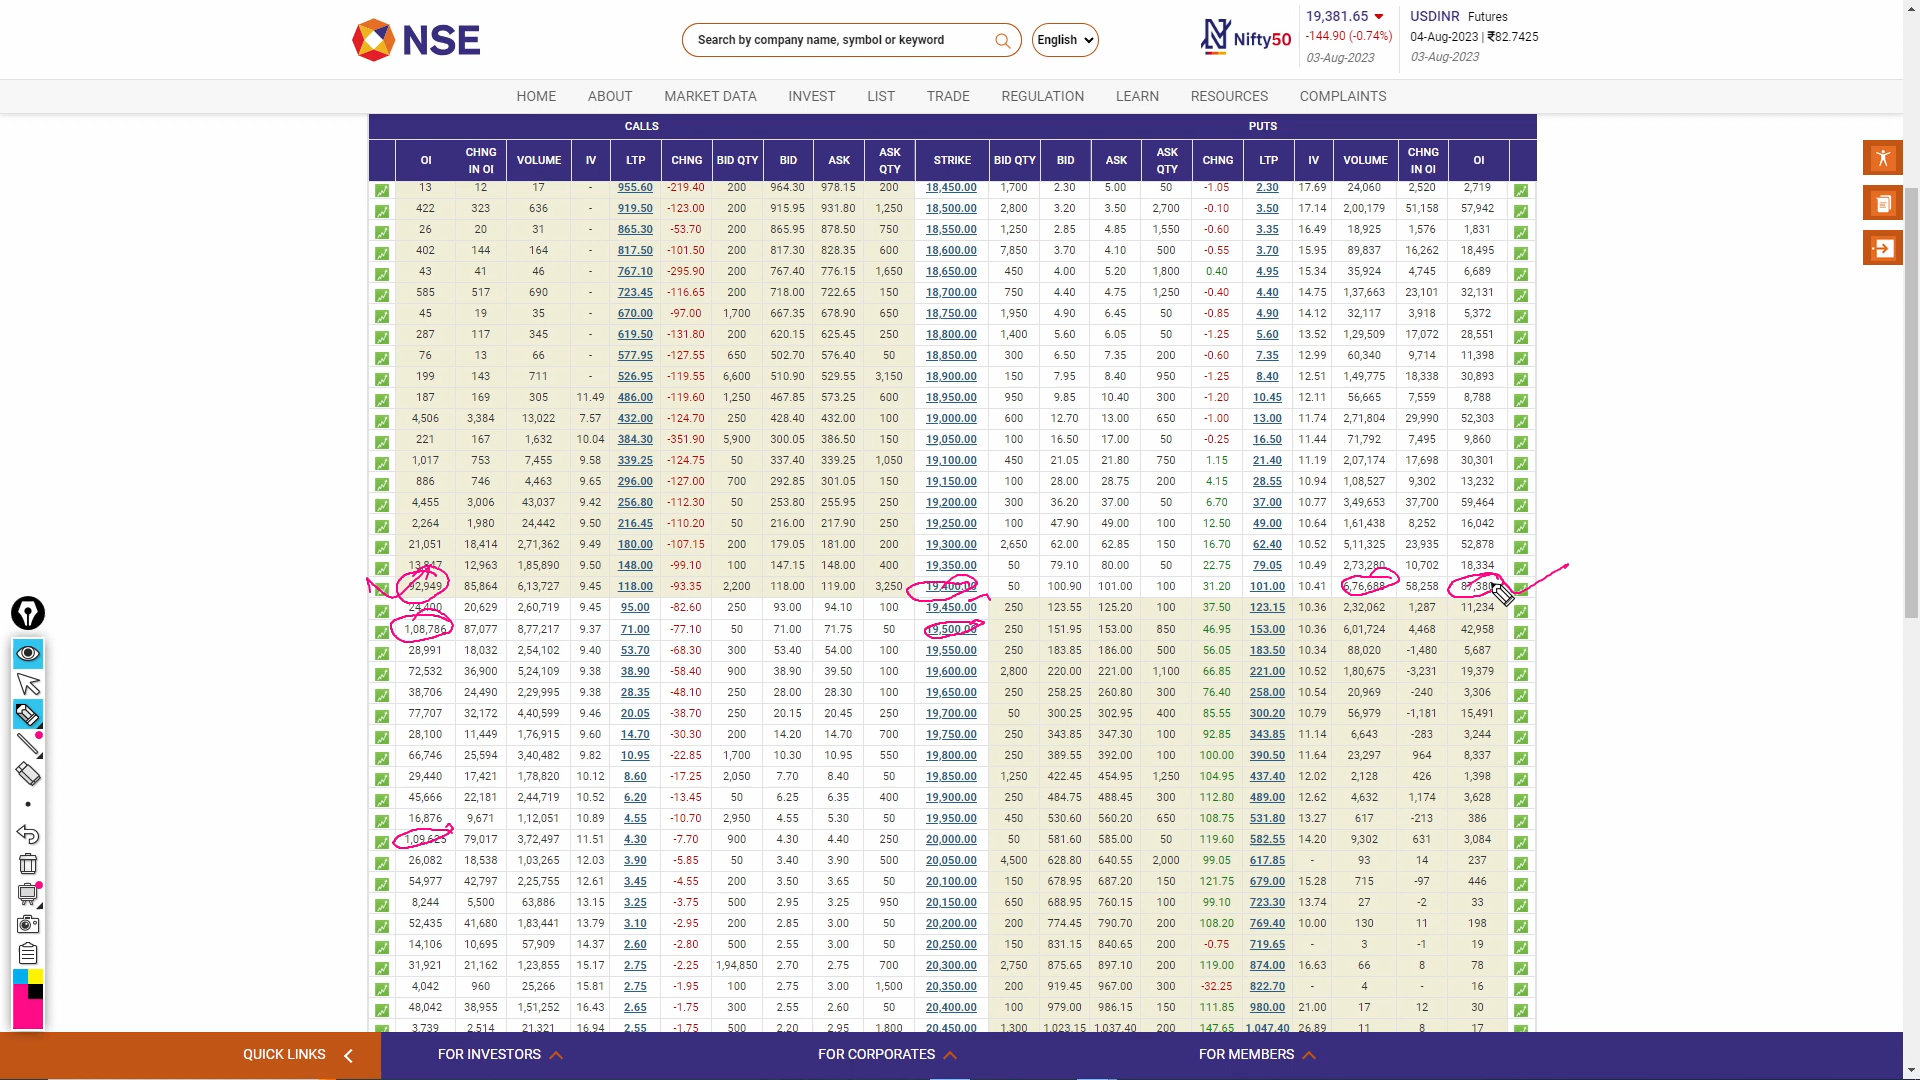 NSE
Search by company name, symbol or keyword
English
Nifty50
19,381.65
-144.90 (-0.74%)
03-Aug-2023
USDINR Futures
04-Aug-2023 | ₹82.7425
03-Aug-2023
HOME ABOUT MARKET DATA INVEST LIST TRADE REGULATION LEARN RESOURCES COMPLAINTS
CALLS PUTS
OI CHNG IN OI VOLUME IV LTP CHNG BID QTY BID ASK ASK QTY STRIKE BID QTY BID ASK ASK QTY CHNG LTP IV VOLUME CHNG IN OI OI
13 12 17 - 955.60 -219.40 200 964.30 978.15 200 18,450.00 1,700 2.30 5.00 50 -1.05 2.30 17.69 24,060 2,520 2,719
422 323 636 - 919.50 -123.00 200 915.95 931.80 1,250 18,500.00 2,800 3.20 3.50 2,700 -0.10 3.50 17.14 2,00,179 51,158 57,942
26 20 31 - 865.30 -53.70 200 865.95 878.50 750 18,550.00 1,250 2.85 4.85 1,550 -0.60 3.35 16.49 18,925 1,576 1,831
402 144 164 - 817.50 -101.50 200 817.30 828.35 600 18,600.00 7,850 3.70 4.10 500 -0.55 3.70 15.95 89,837 16,262 18,495
43 41 46 - 767.10 -295.90 200 767.40 776.15 1,650 18,650.00 450 4.00 5.20 1,800 0.40 4.95 15.34 35,924 4,745 6,689
585 517 690 - 723.45 -116.65 200 718.00 722.65 150 18,700.00 750 4.40 4.75 1,250 -0.40 4.40 14.75 1,37,663 23,101 32,131
45 19 35 - 670.00 -97.00 1,700 667.35 678.90 650 18,750.00 1,950 4.90 6.45 50 -0.85 4.90 14.12 32,117 3,918 5,372
287 117 345 - 619.50 -131.80 200 620.15 625.45 250 18,800.00 1,400 5.60 6.05 50 -1.25 5.60 13.52 1,29,509 17,072 28,551
76 13 66 - 577.95 -127.55 650 502.70 576.40 50 18,850.00 300 6.50 7.35 200 -0.60 7.35 12.99 60,340 9,714 11,398
199 143 711 - 526.95 -119.55 6,600 510.90 529.55 3,150 18,900.00 150 7.95 8.40 950 -1.25 8.40 12.51 1,49,775 18,338 30,893
187 169 305 11.49 486.00 -119.60 1,250 467.85 573.25 600 18,950.00 950 9.85 10.40 300 -1.20 10.45 12.11 56,665 7,559 8,788
4,506 3,384 13,022 7.57 432.00 -124.70 250 428.40 432.00 100 19,000.00 600 12.70 13.00 650 -1.00 13.00 11.74 2,71,804 29,990 52,303
221 167 1,632 10.04 384.30 -351.90 5,900 300.05 386.50 150 19,050.00 100 16.50 17.00 50 -0.25 16.50 11.44 71,792 7,495 9,860
1,017 753 7,455 9.58 339.25 -124.75 50 337.40 339.25 1,050 19,100.00 450 21.05 21.80 750 1.15 21.40 11.19 2,07,174 17,698 30,301
886 746 4,463 9.65 296.00 -127.00 700 292.85 301.05 150 19,150.00 100 28.00 28.75 200 4.15 28.55 10.94 1,08,527 9,302 13,232
4,455 3,006 43,037 9.42 256.80 -112.30 50 253.80 255.95 250 19,200.00 300 36.20 37.00 50 6.70 37.00 10.77 3,49,653 37,700 59,464
2,264 1,980 24,442 9.50 216.45 -110.20 50 216.00 217.90 250 19,250.00 100 47.90 49.00 100 12.50 49.00 10.64 1,61,438 8,252 16,042
21,051 18,414 2,71,362 9.49 180.00 -107.15 200 179.05 181.00 200 19,300.00 2,650 62.00 62.85 150 16.70 62.40 10.52 5,11,325 23,935 52,878
13,847 12,963 1,85,890 9.50 148.00 -99.10 100 147.15 148.00 400 19,350.00 50 79.10 80.00 50 22.75 79.05 10.49 2,73,280 10,702 18,334
92,949 85,864 6,13,727 9.45 118.00 -93.35 2,200 118.00 119.00 3,250 19,400.00 50 100.90 101.00 100 31.20 101.00 10.41 6,76,688 58,258
24,400 20,629 2,60,719 9.45 95.00 -82.60 250 93.00 94.10 100 19,450.00 250 123.55 125.20 100 37.50 123.15 10.36 2,32,062 1,287 11,234
1,08,786 87,077 8,77,217 9.37 71.00 -77.10 50 71.00 71.75 50 19,500.00 250 151.95 153.00 850 46.95 153.00 10.36 6,01,724 4,468 42,958
28,991 18,032 2,54,102 9.40 53.70 -68.30 300 53.40 54.00 100 19,550.00 250 183.85 186.00 500 56.05 183.50 10.34 88,020 -1,480 5,687
72,532 36,900 5,24,109 9.38 38.90 -58.40 900 38.90 39.50 100 19,600.00 2,800 220.00 221.00 1,100 66.85 221.00 10.52 1,80,675 -3,231 19,379
38,706 24,490 2,29,995 9.38 28.35 -48.10 250 28.00 28.30 100 19,650.00 250 258.25 260.80 300 76.40 258.00 10.54 20,969 -240 3,306
77,707 32,172 4,40,599 9.46 20.05 -38.70 250 20.15 20.45 250 19,700.00 50 300.25 302.95 400 85.55 300.20 10.79 56,979 -1,181 15,491
28,100 11,449 1,76,915 9.60 14.70 -30.30 200 14.20 14.70 700 19,750.00 250 343.85 347.30 100 92.85 343.85 11.14 6,643 -283 3,244
66,746 25,594 3,40,482 9.82 10.95 -22.85 1,700 10.30 10.95 550 19,800.00 250 389.55 392.00 100 100.00 390.50 11.64 23,297 964 8,337
29,440 17,421 1,78,820 10.12 8.60 -17.25 2,050 7.70 8.40 50 19,850.00 1,250 422.45 454.95 1,250 104.95 437.40 12.02 2,128 426 1,398
45,666 22,181 2,44,719 10.52 6.20 -13.45 50 6.25 6.35 400 19,900.00 250 484.75 488.45 300 112.80 489.00 12.62 4,632 1,174 3,628
16,876 9,671 1,12,051 10.89 4.55 -10.70 2,950 4.55 5.30 50 19,950.00 450 530.60 560.20 650 108.75 531.80 13.27 617 -213 386
1,09,625 79,017 3,72,497 11.51 4.30 -7.70 900 4.30 4.40 250 20,000.00 50 581.60 585.00 50 119.60 582.55 14.20 9,302 631 3,084
26,082 18,538 1,03,265 12.03 3.90 -5.85 50 3.40 3.90 500 20,050.00 4,500 628.80 640.55 2,000 99.05 617.85 - 93 14 237
54,977 42,797 2,25,755 12.61 3.45 -4.55 200 3.50 3.65 50 20,100.00 150 678.95 687.20 150 121.75 679.00 15.28 715 -97 446
8,244 5,500 63,886 13.15 3.25 -3.75 500 2.95 3.25 950 20,150.00 650 688.95 760.15 100 99.10 723.30 13.74 27 -2 33
52,435 41,680 1,83,441 13.79 3.10 -2.95 200 2.85 3.00 50 20,200.00 200 774.45 790.70 200 108.20 769.40 10.00 130 11 198
14,106 10,695 57,909 14.37 2.60 -2.80 500 2.55 3.00 50 20,250.00 150 831.15 840.65 200 -0.75 719.65 - 3 -1 19
31,921 21,162 1,23,855 15.17 2.75 -2.25 1,94,850 2.70 2.75 700 20,300.00 2,750 875.65 897.10 200 119.00 874.00 16.63 66 8 78
4,042 960 25,266 15.81 2.75 -1.95 100 2.75 3.00 1,500 20,350.00 200 919.45 967.00 300 -32.25 822.70 - 4 - 16
48,042 38,955 1,51,252 16.43 2.65 -1.75 300 2.55 2.60 50 20,400.00 100 979.00 986.15 150 111.85 980.00 21.00 17 12 30
3,739 2,514 21,321 16.94 2.55 -1.75 500 2.20 2.95 1,800 20,450.00 1,300 1,023.15 1,037.40 200 147.65 1,047.40 26.89 11 8 17
QUICK LINKS FOR INVESTORS FOR CORPORATES FOR MEMBERS